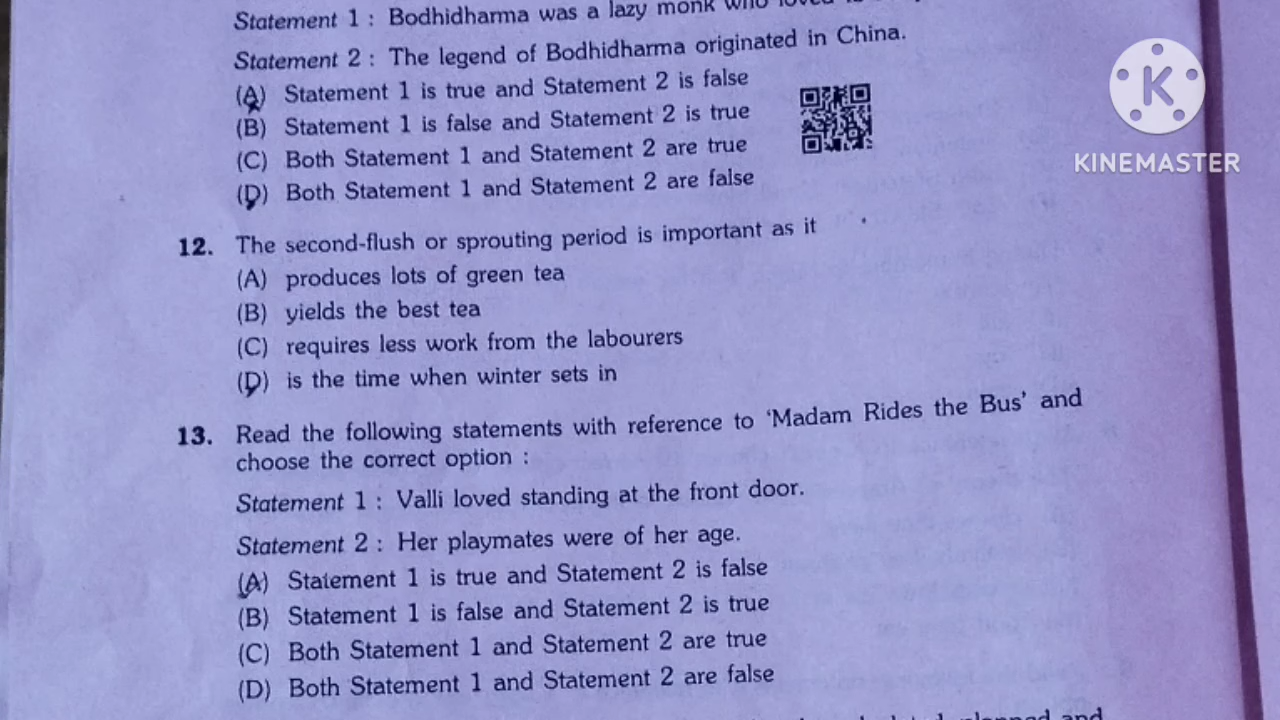 Statement 1 : Bodhidharma was a lazy monk who loved
Statement 2 : The legend of Bodhidharma originated in China.
(A) Statement 1 is true and Statement 2 is false
(B) Statement 1 is false and Statement 2 is true
(C) Both Statement 1 and Statement 2 are true
(D) Both Statement 1 and Statement 2 are false
KINEMASTER
12. The second-flush or sprouting period is important as it
(A) produces lots of green tea
(B) yields the best tea
(C) requires less work from the labourers
(D) is the time when winter sets in
13. Read the following statements with reference to 'Madam Rides the Bus' and
choose the correct option :
Statement 1 : Valli loved standing at the front door.
Statement 2 : Her playmates were of her age.
(A) Statement 1 is true and Statement 2 is false
(B) Statement 1 is false and Statement 2 is true
(C) Both Statement 1 and Statement 2 are true
(D) Both Statement 1 and Statement 2 are false
planned and